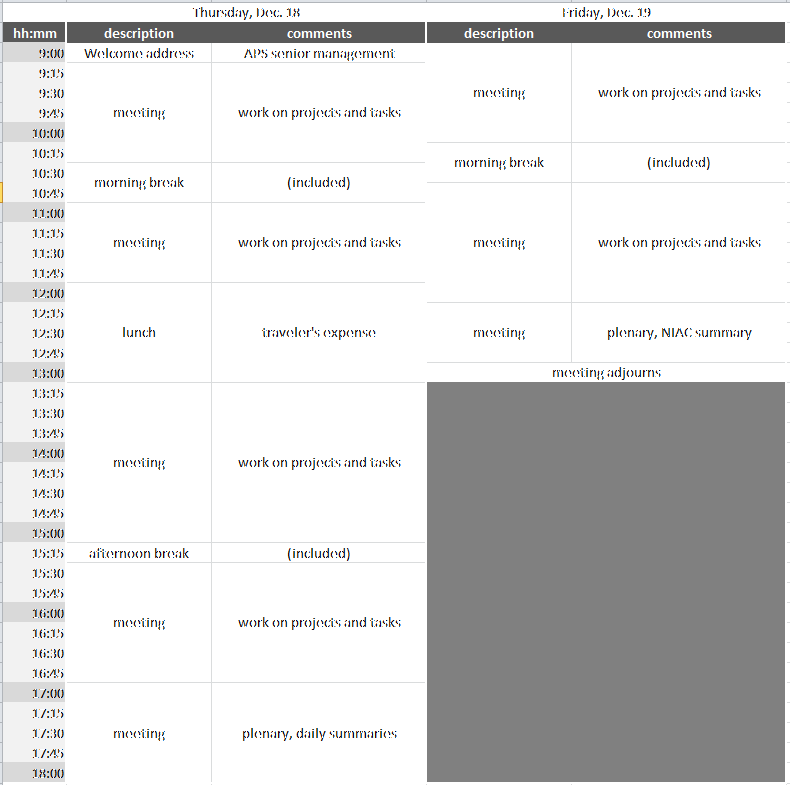 Thursday, Dec. 18 Friday, Dec. 19
hh:mm description comments description comments
9:00 Welcome address APS senior management
9:15
9:30 meeting work on projects and tasks
9:45 meeting work on projects and tasks
10:00
10:15 morning break (included)
10:30 morning break (included)
10:45
11:00
11:15 meeting work on projects and tasks meeting work on projects and tasks
11:30
11:45
12:00
12:15
12:30 lunch traveler's expense meeting plenary, NIAC summary
12:45
13:00 meeting adjourns
13:15
13:30
13:45
14:00 meeting work on projects and tasks
14:15
14:30
14:45
15:00
15:15 afternoon break (included)
15:30
15:45
16:00 meeting work on projects and tasks
16:15
16:30
16:45
17:00
17:15
17:30 meeting plenary, daily summaries
17:45
18:00